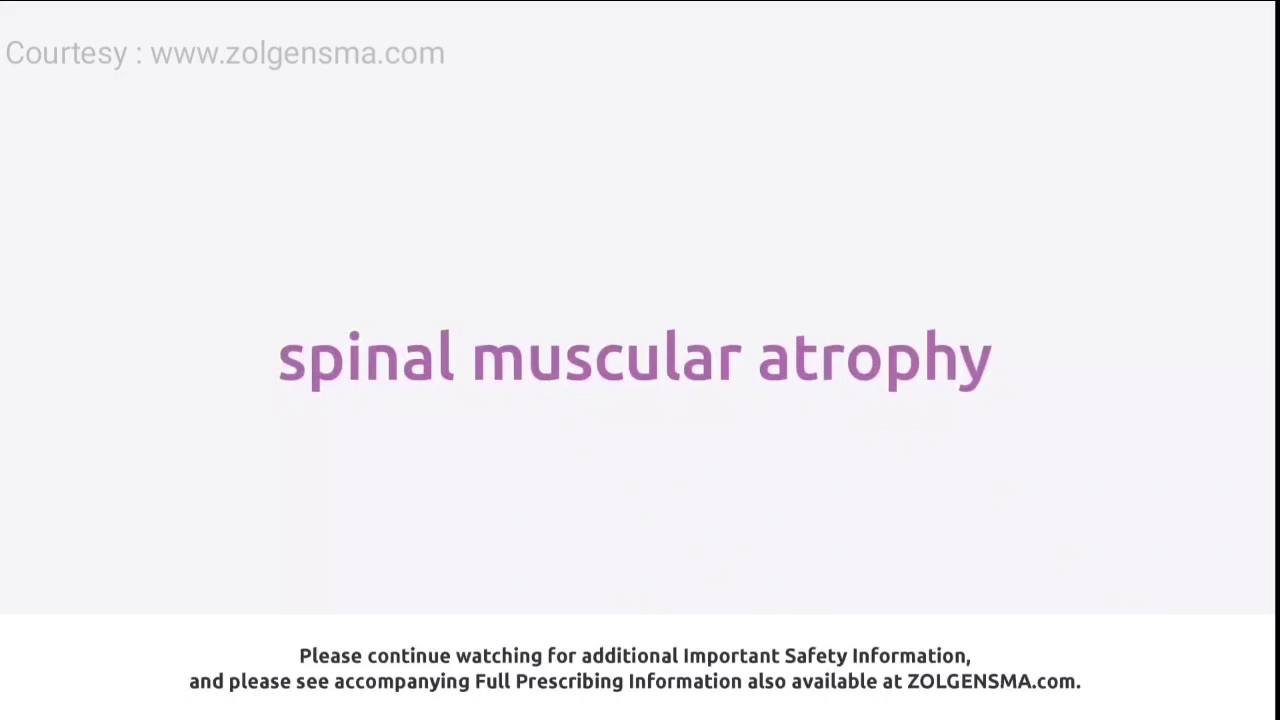 Courtesy : www.zolgensma.com
spinal muscular atrophy
Please continue watching for additional Important Safety Information,
and please see accompanying Full Prescribing Information also available at ZOLGENSMA.com.